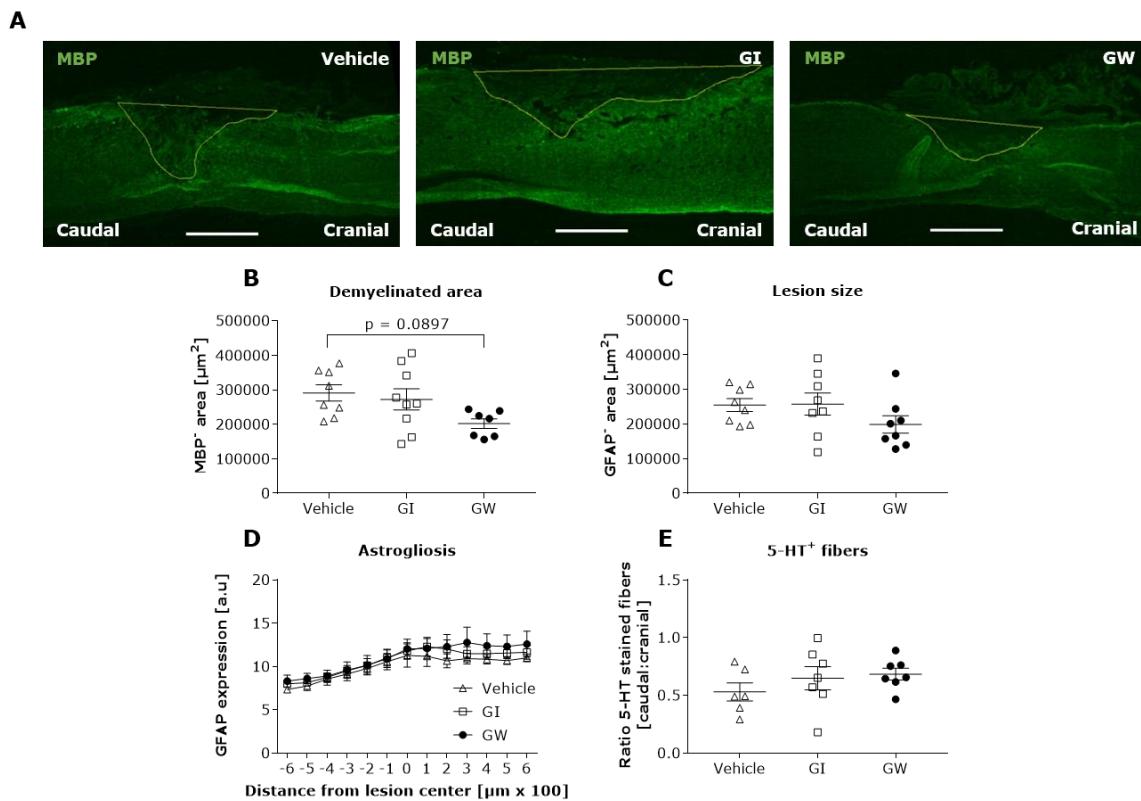 A
MBP Vehicle
Caudal Cranial
MBP GI
Caudal Cranial
MBP GW
Caudal Cranial
B
Demyelinated area
p = 0.0897
MBP⁻ area [µm²]
500000
400000
300000
200000
100000
0
Vehicle GI GW
C
Lesion size
GFAP⁻ area [µm²]
500000
400000
300000
200000
100000
0
Vehicle GI GW
D
Astrogliosis
GFAP expression [a.u]
20
15
10
5
0
Vehicle
GI
GW
-6 -5 -4 -3 -2 -1 0 1 2 3 4 5 6
Distance from lesion center [µm x 100]
E
5-HT⁺ fibers
Ratio 5-HT stained fibers
[caudal:cranial]
1.5
1.0
0.5
0.0
Vehicle GI GW